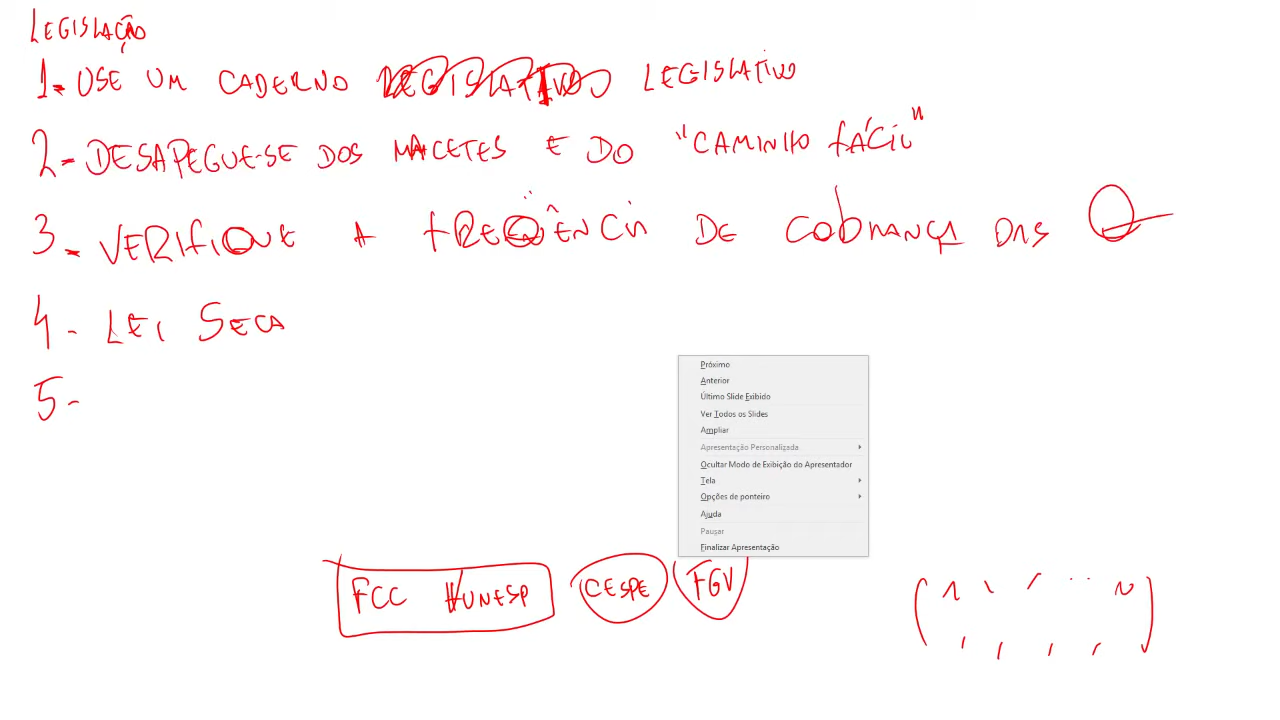 LEGISLAÇÃO
1- USE UM CADERNO LEGISLATIVO LEGISLATIVO
2- DESAPEGUE-SE DOS MACETES E DO "CAMINHO FÁCIL"
3- VERIFIQUE A FREQÜÊNCIA DE COBRANÇA DAS Q
4- LEI SECA
5-
Próximo
Anterior
Último Slide Exibido
Ver Todos os Slides
Ampliar
Apresentação Personalizada
Ocultar Modo de Exibição do Apresentador
Tela
Opções de ponteiro
Ajuda
Pausar
Finalizar Apresentação
FCC VUNESP CESPE FGV